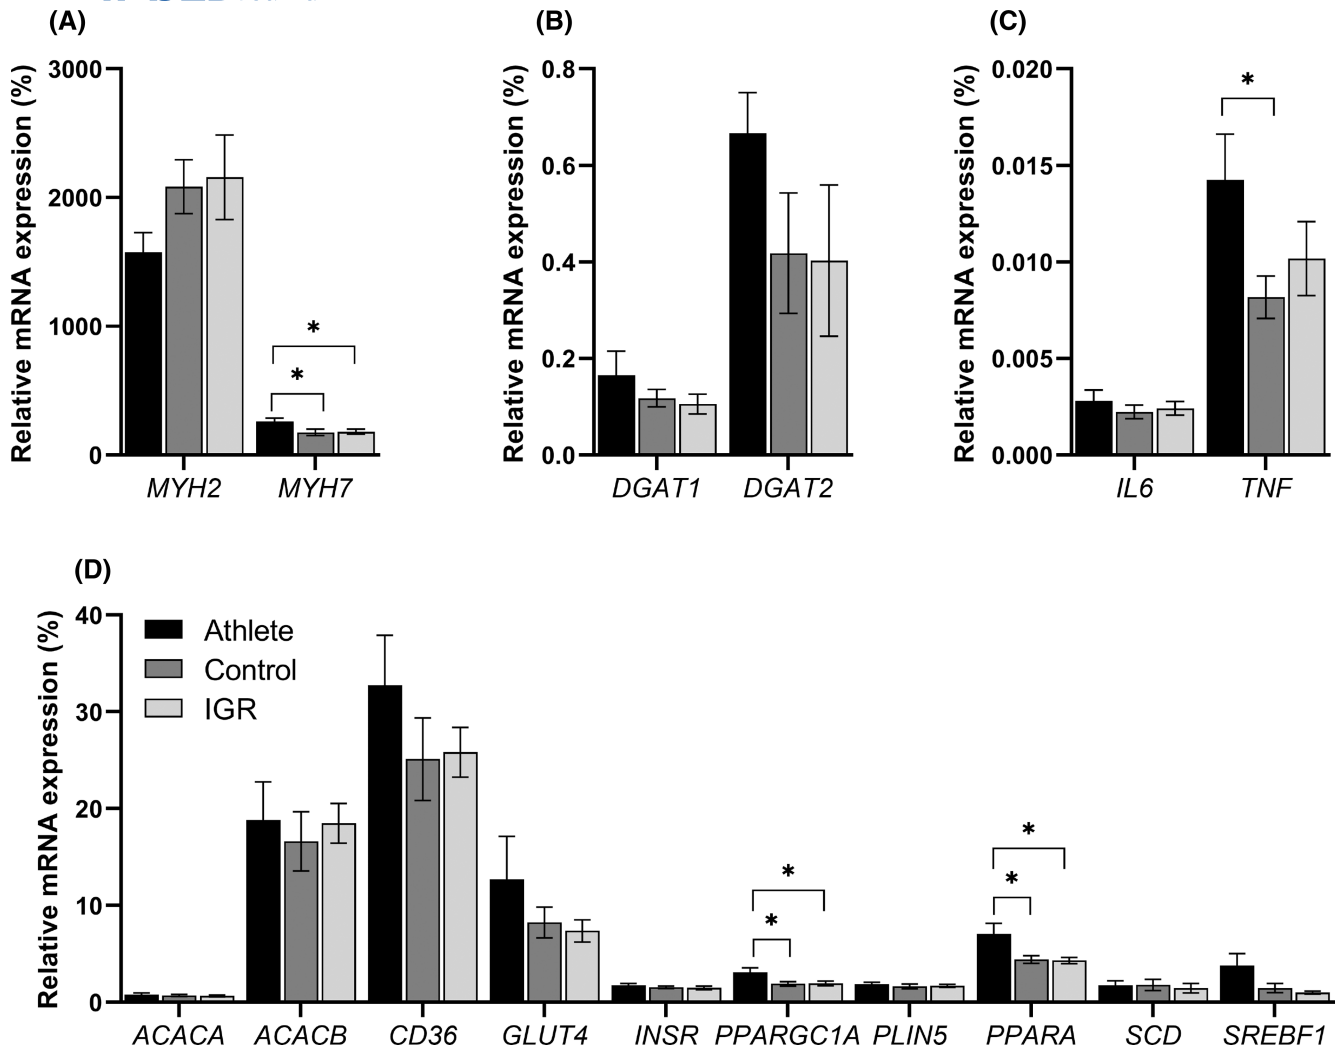 (A)
Relative mRNA expression (%)
3000
2000
1000
0
*
*
MYH2
MYH7
(B)
Relative mRNA expression (%)
0.8
0.6
0.4
0.2
0.0
DGAT1
DGAT2
(C)
Relative mRNA expression (%)
0.020
0.015
0.010
0.005
0.000
*
IL6
TNF
(D)
Relative mRNA expression (%)
40
30
20
10
0
Athlete
Control
IGR
*
*
*
*
ACACA
ACACB
CD36
GLUT4
INSR
PPARGC1A
PLIN5
PPARA
SCD
SREBF1